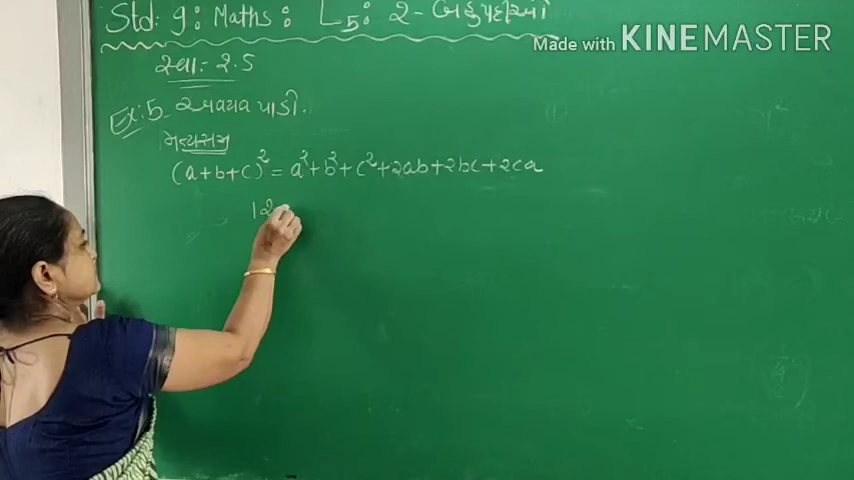 Std: 9: Maths: L5: 2 - બહુપદીઓ
Made with KINEMASTER
સ્વા:- 2.5
Ex:5. અવયવ પાડો.
નિત્યસમ
(a+b+c)² = a²+b²+c²+2ab+2bc+2ca
12